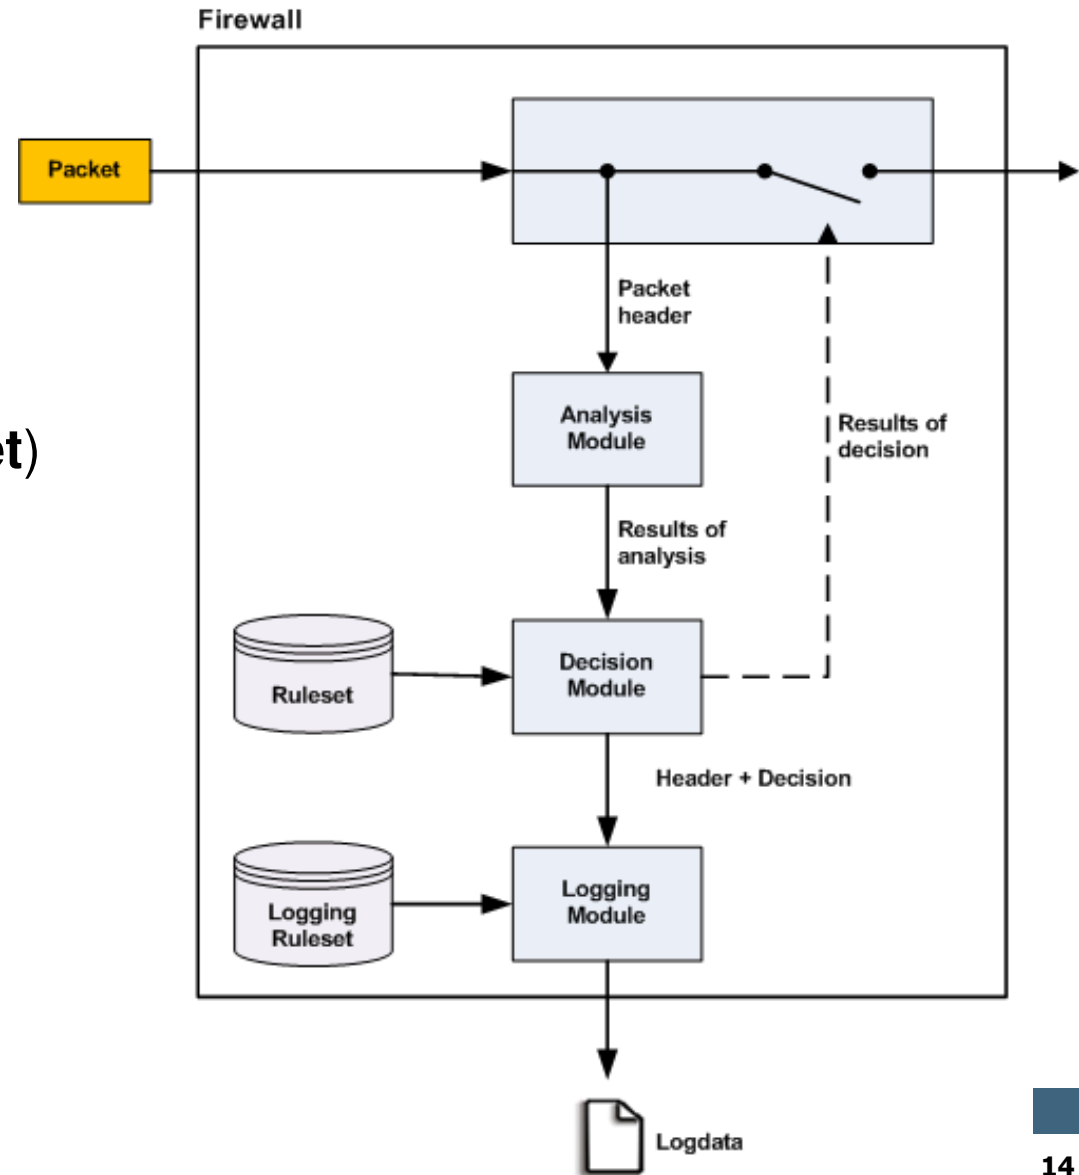 Firewall
Packet
Packet
header
et)
Analysis
Module
Results of
decision
Results of
analysis
Ruleset
Decision
Module
Header + Decision
Logging
Ruleset
Logging
Module
Logdata
14